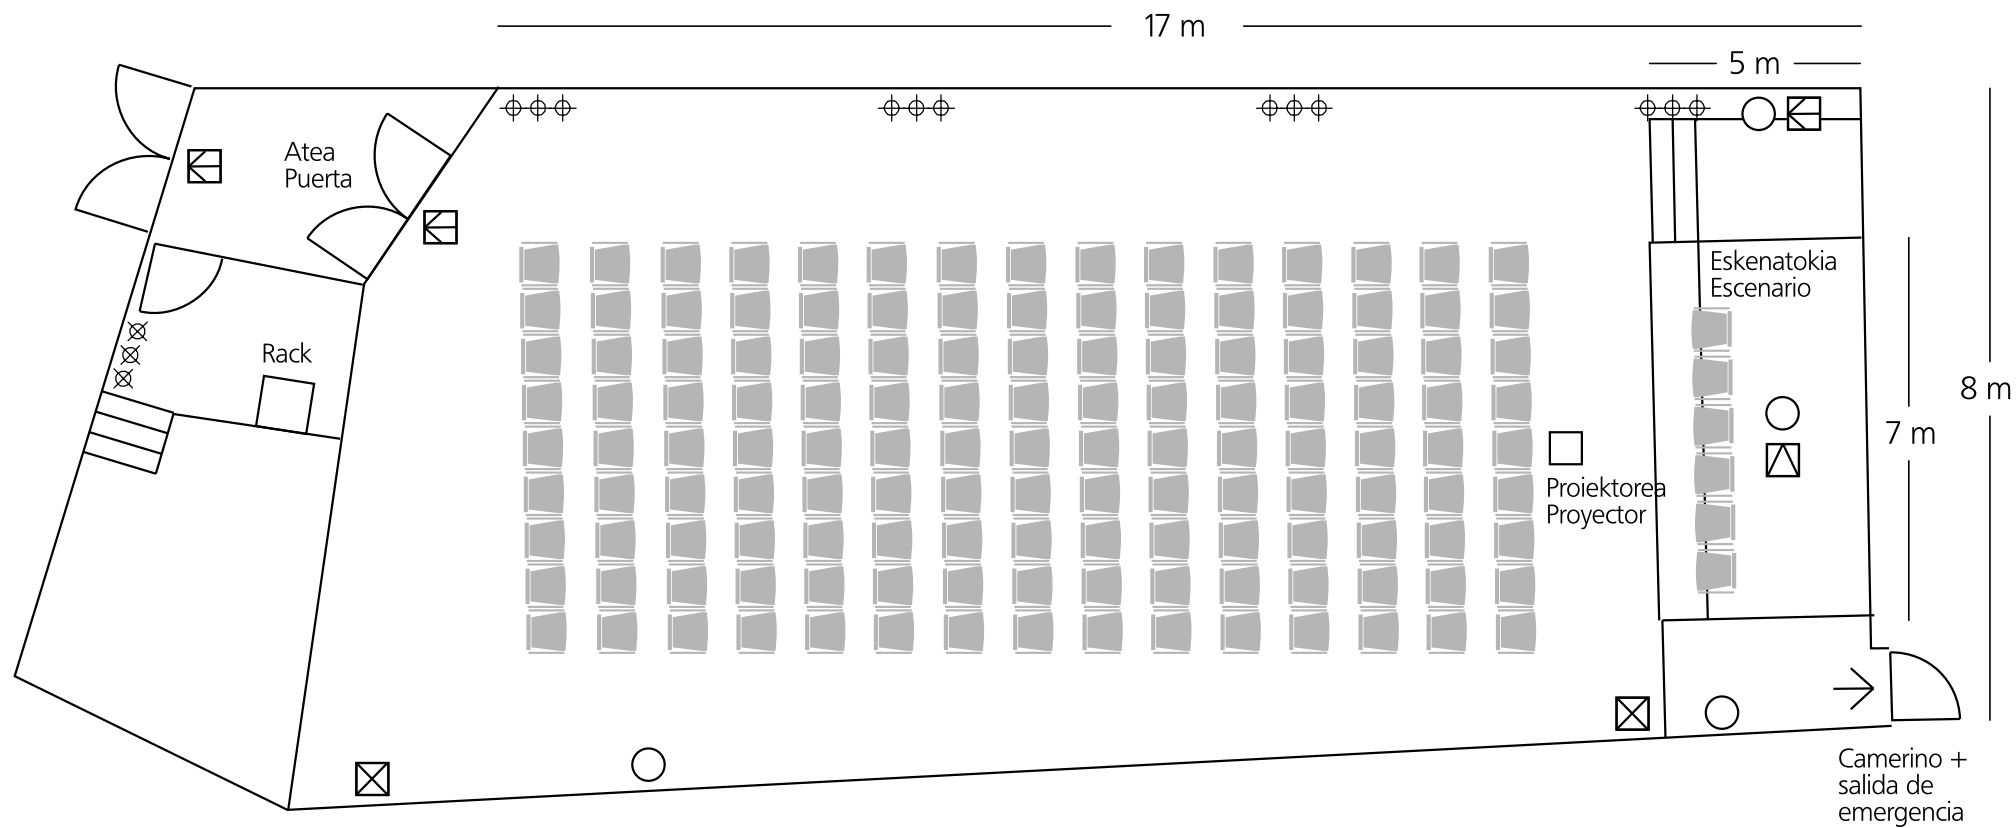 17 m
5 m
Atea
Puerta
Eskenatokia
Escenario
Rack
8 m
7 m
Proiektorea
Proyector
Camerino +
salida de
emergencia